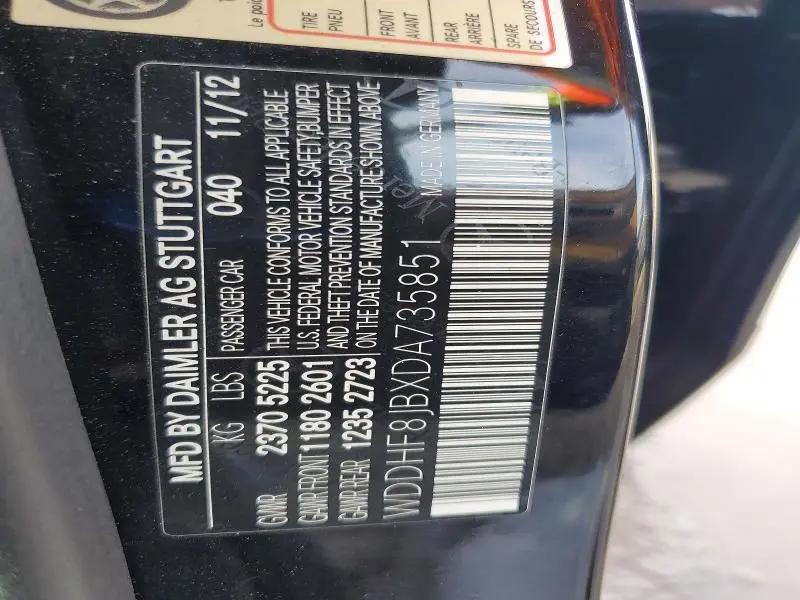 Le
TIRE
PNEU
FRONT
AVANT
REAR
ARRIÈRE
SPARE
DE SECOURS
MFD BY DAIMLER AG STUTTGART
KG LBS PASSENGER CAR 040 11/12
GVWR 2370 5225 THIS VEHICLE CONFORMS TO ALL APPLICABLE
GAWR FRONT 1180 2601 U.S. FEDERAL MOTOR VEHICLE SAFETY, BUMPER
GAWR REAR 1235 2723 AND THEFT PREVENTION STANDARDS IN EFFECT
ON THE DATE OF MANUFACTURE SHOWN ABOVE
WDDHF8JBXDA735851 MADE IN GERMANY